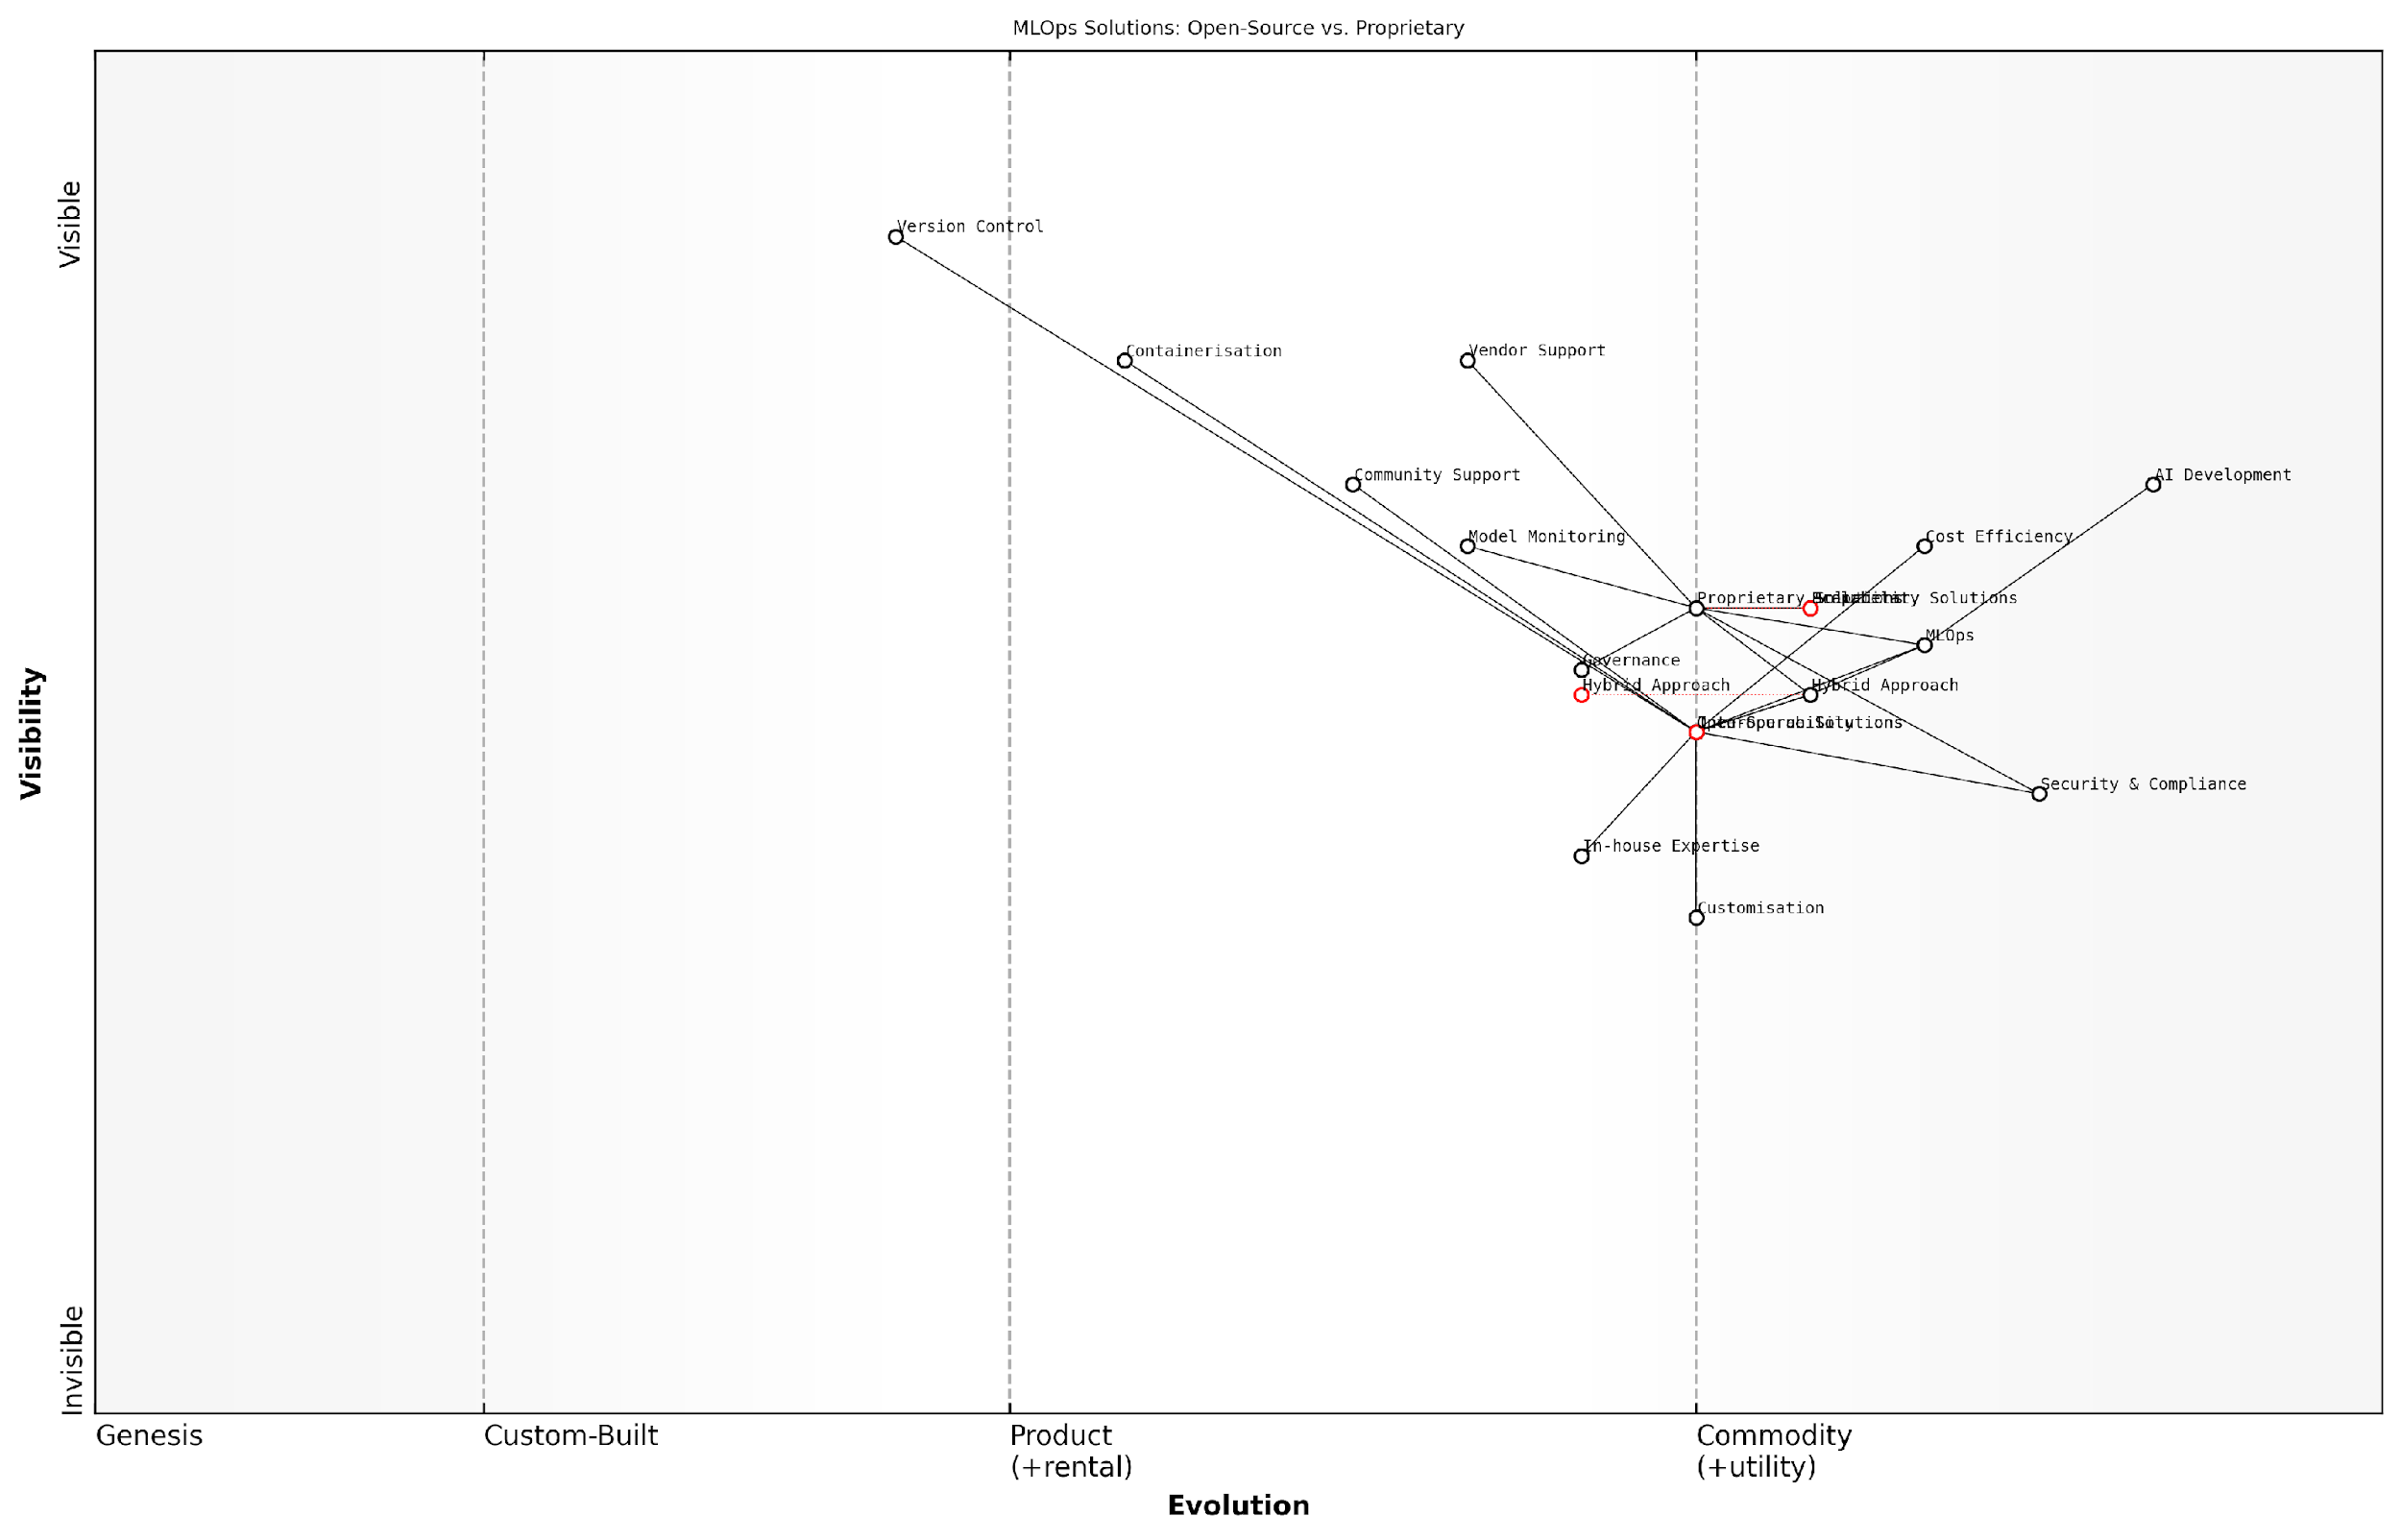 MLOps Solutions: Open-Source vs. Proprietary
Visible
Visibility
Invisible
Version Control
Containerisation
Vendor Support
Community Support
AI Development
Model Monitoring
Cost Efficiency
Proprietary Solutions
MLOps
Governance
Hybrid Approach
Hybrid Approach
Security & Compliance
In-house Expertise
Customisation
Genesis
Custom-Built
Product
(+rental)
Commodity
(+utility)
Evolution